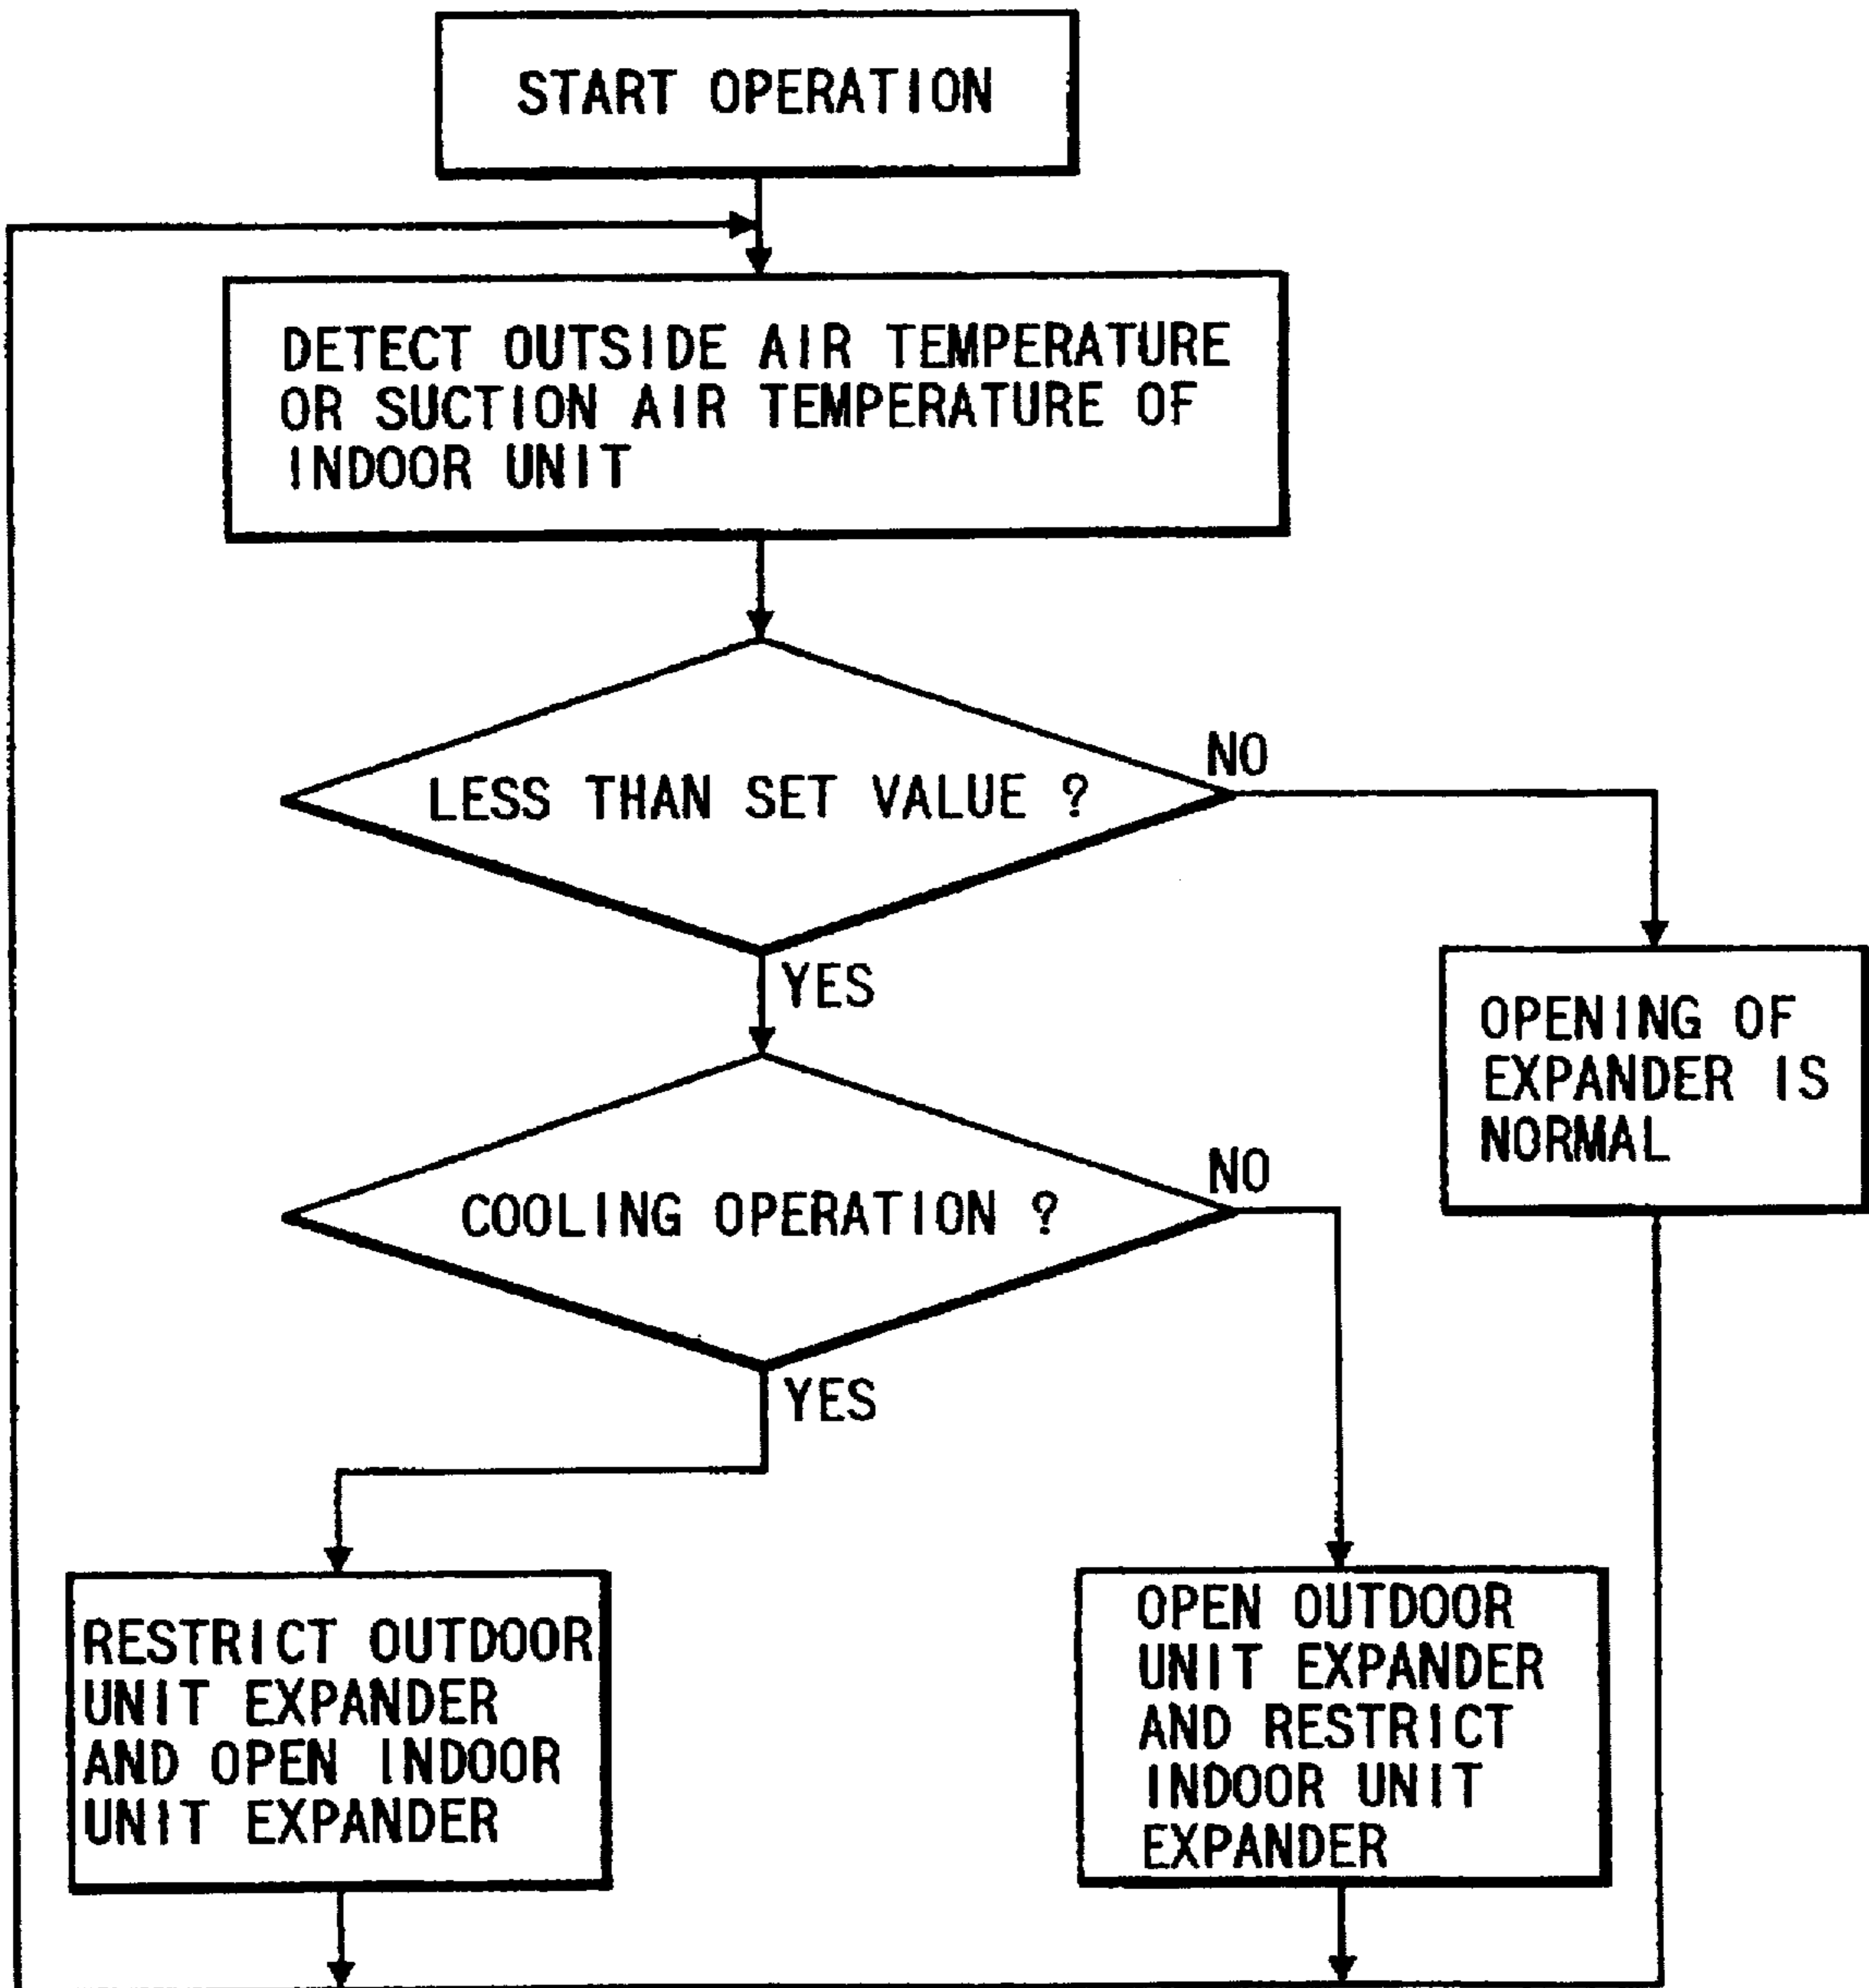 START OPERATION
DETECT OUTSIDE AIR TEMPERATURE
OR SUCTION AIR TEMPERATURE OF
INDOOR UNIT
LESS THAN SET VALUE ?
NO
YES
OPENING OF
EXPANDER IS
NORMAL
COOLING OPERATION ?
NO
YES
RESTRICT OUTDOOR
UNIT EXPANDER
AND OPEN INDOOR
UNIT EXPANDER
OPEN OUTDOOR
UNIT EXPANDER
AND RESTRICT
INDOOR UNIT
EXPANDER